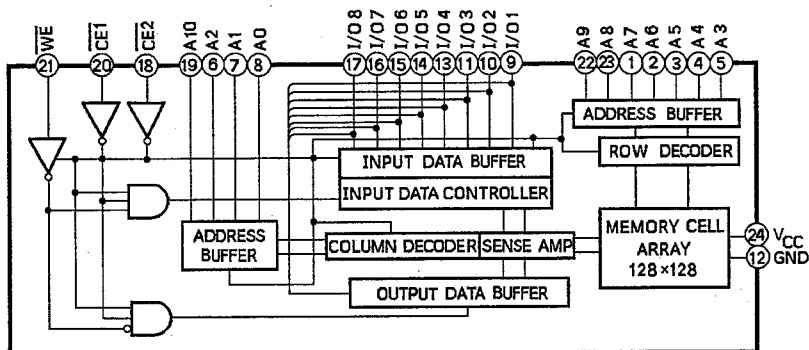 WE CE1 CE2 A10 A2 A1 A0 I/O8 I/O7 I/O6 I/O5 I/O4 I/O3 I/O2 I/O1 A9 A8 A7 A6 A5 A4 A3
21 20 18 19 6 7 8 17 16 15 14 13 11 10 9 22 23 1 2 3 4 5
ADDRESS BUFFER
ROW DECODER
INPUT DATA BUFFER
INPUT DATA CONTROLLER
ADDRESS
BUFFER
COLUMN DECODER
SENSE AMP
MEMORY CELL
ARRAY
128×128
24 VCC
12 GND
OUTPUT DATA BUFFER